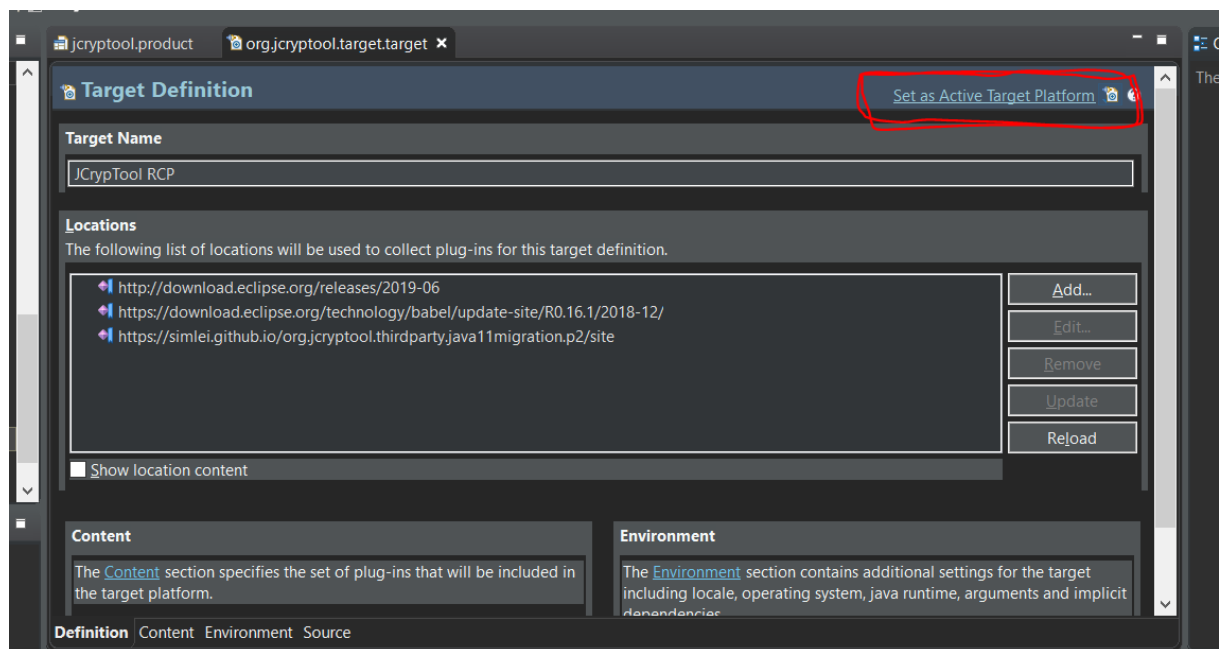 jcryptool.product
org.jcryptool.target.target
Target Definition
Set as Active Target Platform
The
Target Name
JCrypTool RCP
Locations
The following list of locations will be used to collect plug-ins for this target definition.
http://download.eclipse.org/releases/2019-06
https://download.eclipse.org/technology/babel/update-site/R0.16.1/2018-12/
https://simlei.github.io/org.jcryptool.thirdparty.java11migration.p2/site
Add...
Edit...
Remove
Update
Reload
Show location content
Content
The Content section specifies the set of plug-ins that will be included in
the target platform.
Environment
The Environment section contains additional settings for the target
including locale, operating system, java runtime, arguments and implicit
dependencies
Definition Content Environment Source